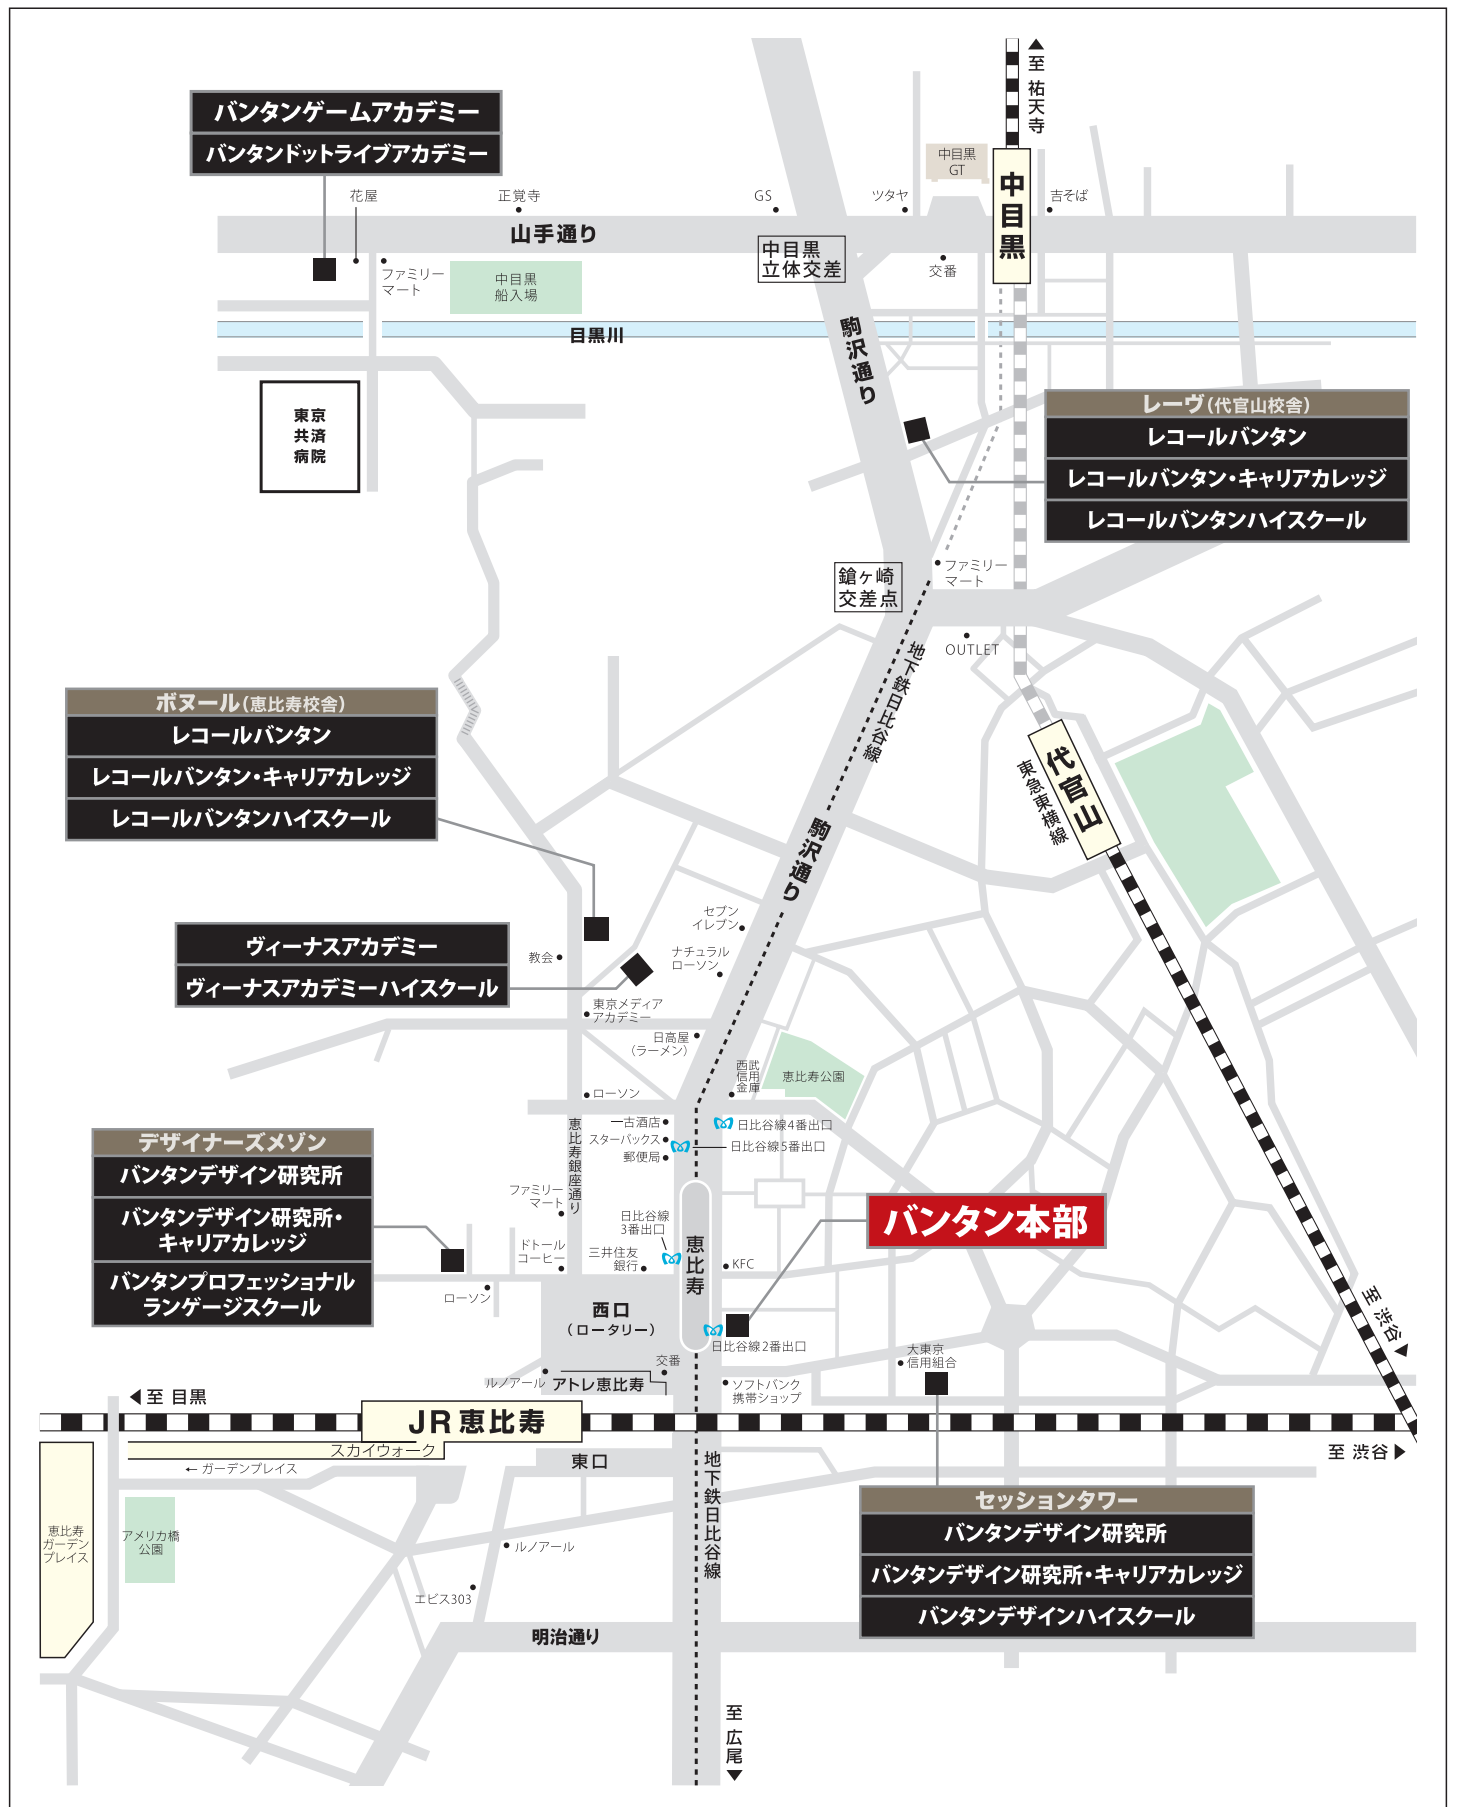 至 祐天寺
バンタンゲームアカデミー
バンタンドットライブアカデミー
中目黒
GT
中目黒
花屋
正覚寺
GS
ツタヤ
吉そば
山手通り
中目黒
立体交差
交番
ファミリー
マート
中目黒
船入場
目黒川
駒沢通り
東京
共済
病院
レーヴ(代官山校舎)
レコールバンタン
レコールバンタン・キャリアカレッジ
レコールバンタンハイスクール
鎗ヶ崎
交差点
ファミリー
マート
OUTLET
地下鉄日比谷線
ボヌール(恵比寿校舎)
レコールバンタン
レコールバンタン・キャリアカレッジ
レコールバンタンハイスクール
代官山
東急東横線
駒沢通り
セブン
イレブン
ヴィーナスアカデミー
ヴィーナスアカデミーハイスクール
教会
ナチュラル
ローソン
東京メディア
アカデミー
日高屋
(ラーメン)
西武
信用
金庫
恵比寿公園
ローソン
一古酒店
スターバックス
郵便局
日比谷線4番出口
日比谷線5番出口
恵比寿銀座通り
デザイナーズメゾン
バンタンデザイン研究所
バンタンデザイン研究所・
キャリアカレッジ
バンタンプロフェッショナル
ランゲージスクール
ファミリー
マート
日比谷線
3番出口
バンタン本部
ドトール
コーヒー
三井住友
銀行
恵比寿
KFC
ローソン
西口
(ロータリー)
日比谷線2番出口
至 渋谷
大東京
信用組合
交番
ルノアール
アトレ恵比寿
ソフトバンク
携帯ショップ
至 目黒
JR恵比寿
スカイウォーク
至 渋谷
←ガーデンプレイス
東口
地下鉄日比谷線
セッションタワー
バンタンデザイン研究所
バンタンデザイン研究所・キャリアカレッジ
バンタンデザインハイスクール
恵比寿
ガーデン
プレイス
アメリカ橋
公園
ルノアール
エビス303
明治通り
至 広尾